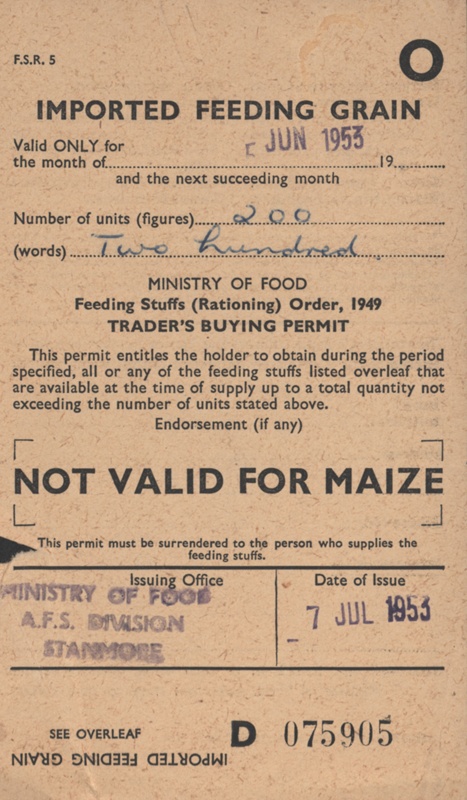 F.S.R. 5
O
IMPORTED FEEDING GRAIN
Valid ONLY for
the month of JUN 1953 19
and the next succeeding month
Number of units (figures) 200
(words) Two hundred
MINISTRY OF FOOD
Feeding Stuffs (Rationing) Order, 1949
TRADER'S BUYING PERMIT
This permit entitles the holder to obtain during the period
specified, all or any of the feeding stuffs listed overleaf that
are available at the time of supply up to a total quantity not
exceeding the number of units stated above.
Endorsement (if any)
NOT VALID FOR MAIZE
This permit must be surrendered to the person who supplies the
feeding stuffs.
Issuing Office
Date of Issue
MINISTRY OF FOOD
A.F.S. DIVISION
STANMORE
7 JUL 1953
SEE OVERLEAF
D 075905
IMPORTED FEEDING GRAIN